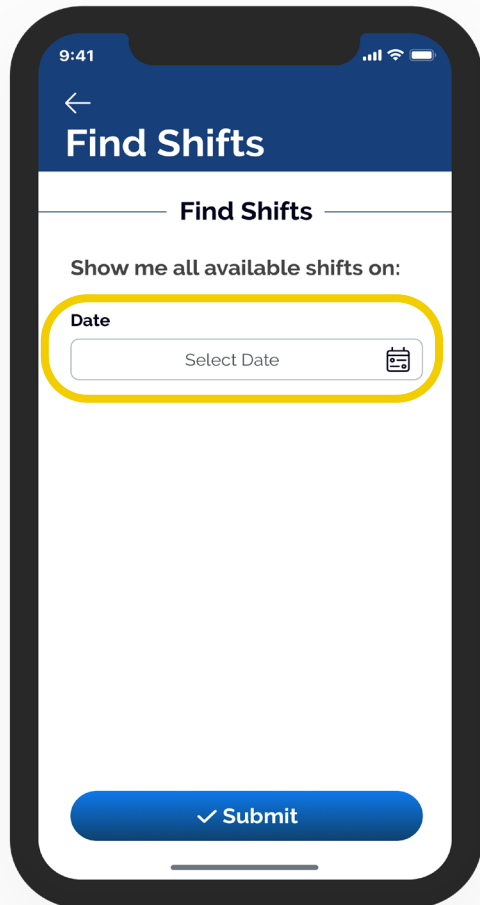 9:41
Find Shifts
Find Shifts
Show me all available shifts on:
Date
Select Date
Submit